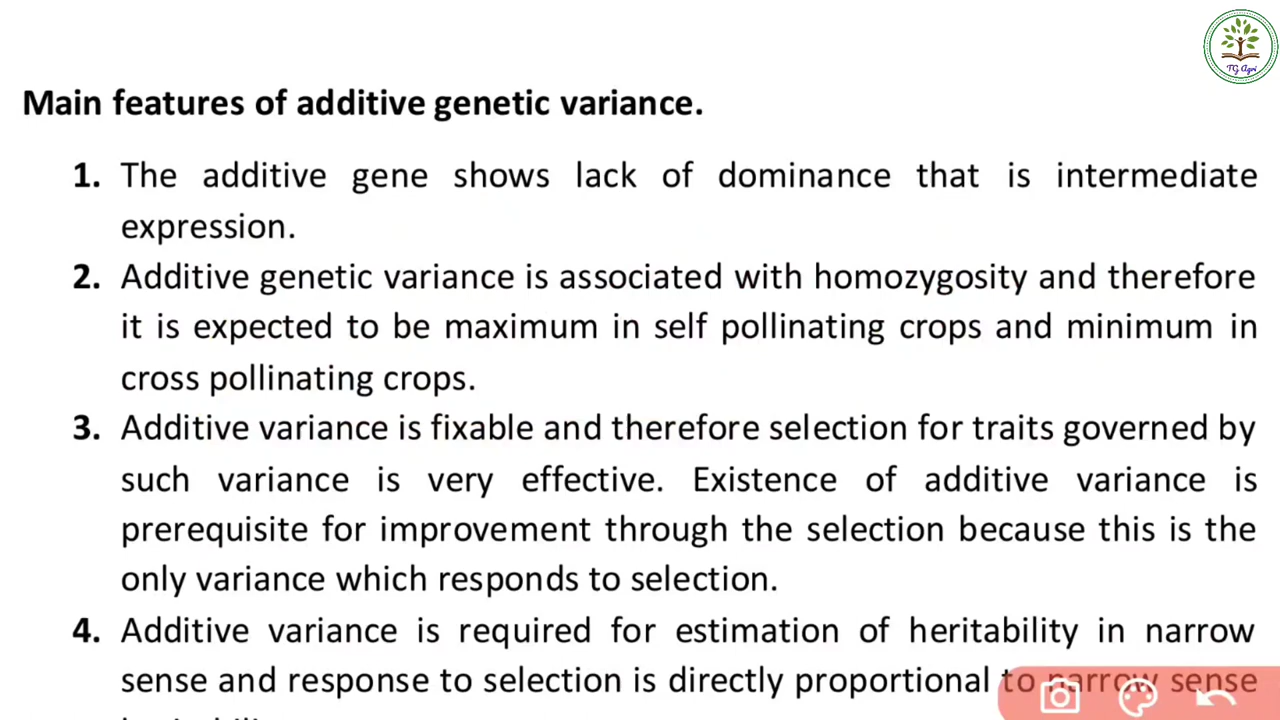 TG Agri
Main features of additive genetic variance.
1. The additive gene shows lack of dominance that is intermediate
expression.
2. Additive genetic variance is associated with homozygosity and therefore
it is expected to be maximum in self pollinating crops and minimum in
cross pollinating crops.
3. Additive variance is fixable and therefore selection for traits governed by
such variance is very effective. Existence of additive variance is
prerequisite for improvement through the selection because this is the
only variance which responds to selection.
4. Additive variance is required for estimation of heritability in narrow
sense and response to selection is directly proportional to narrow sense